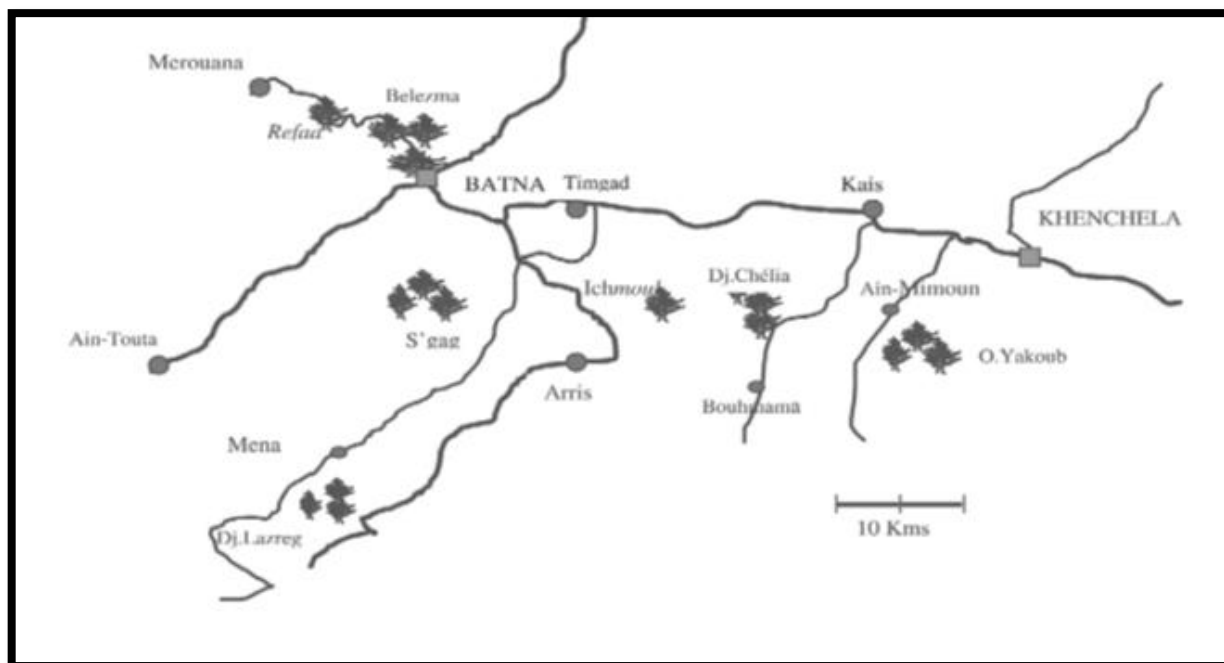 Merouana
Belezma
Refaa
BATNA
Timgad
Kais
KHENCHELA
Ichmoul
Dj.Chélia
Ain-Mimoun
Ain-Touta
S'gag
O.Yakoub
Arris
Bouhmama
Mena
10 Kms
Dj.Lazreg